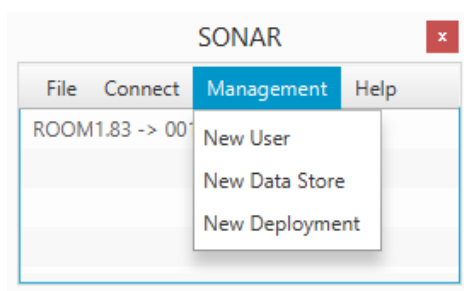 SONAR
x
File Connect Management Help
ROOM1.83 -> 001
New User
New Data Store
New Deployment